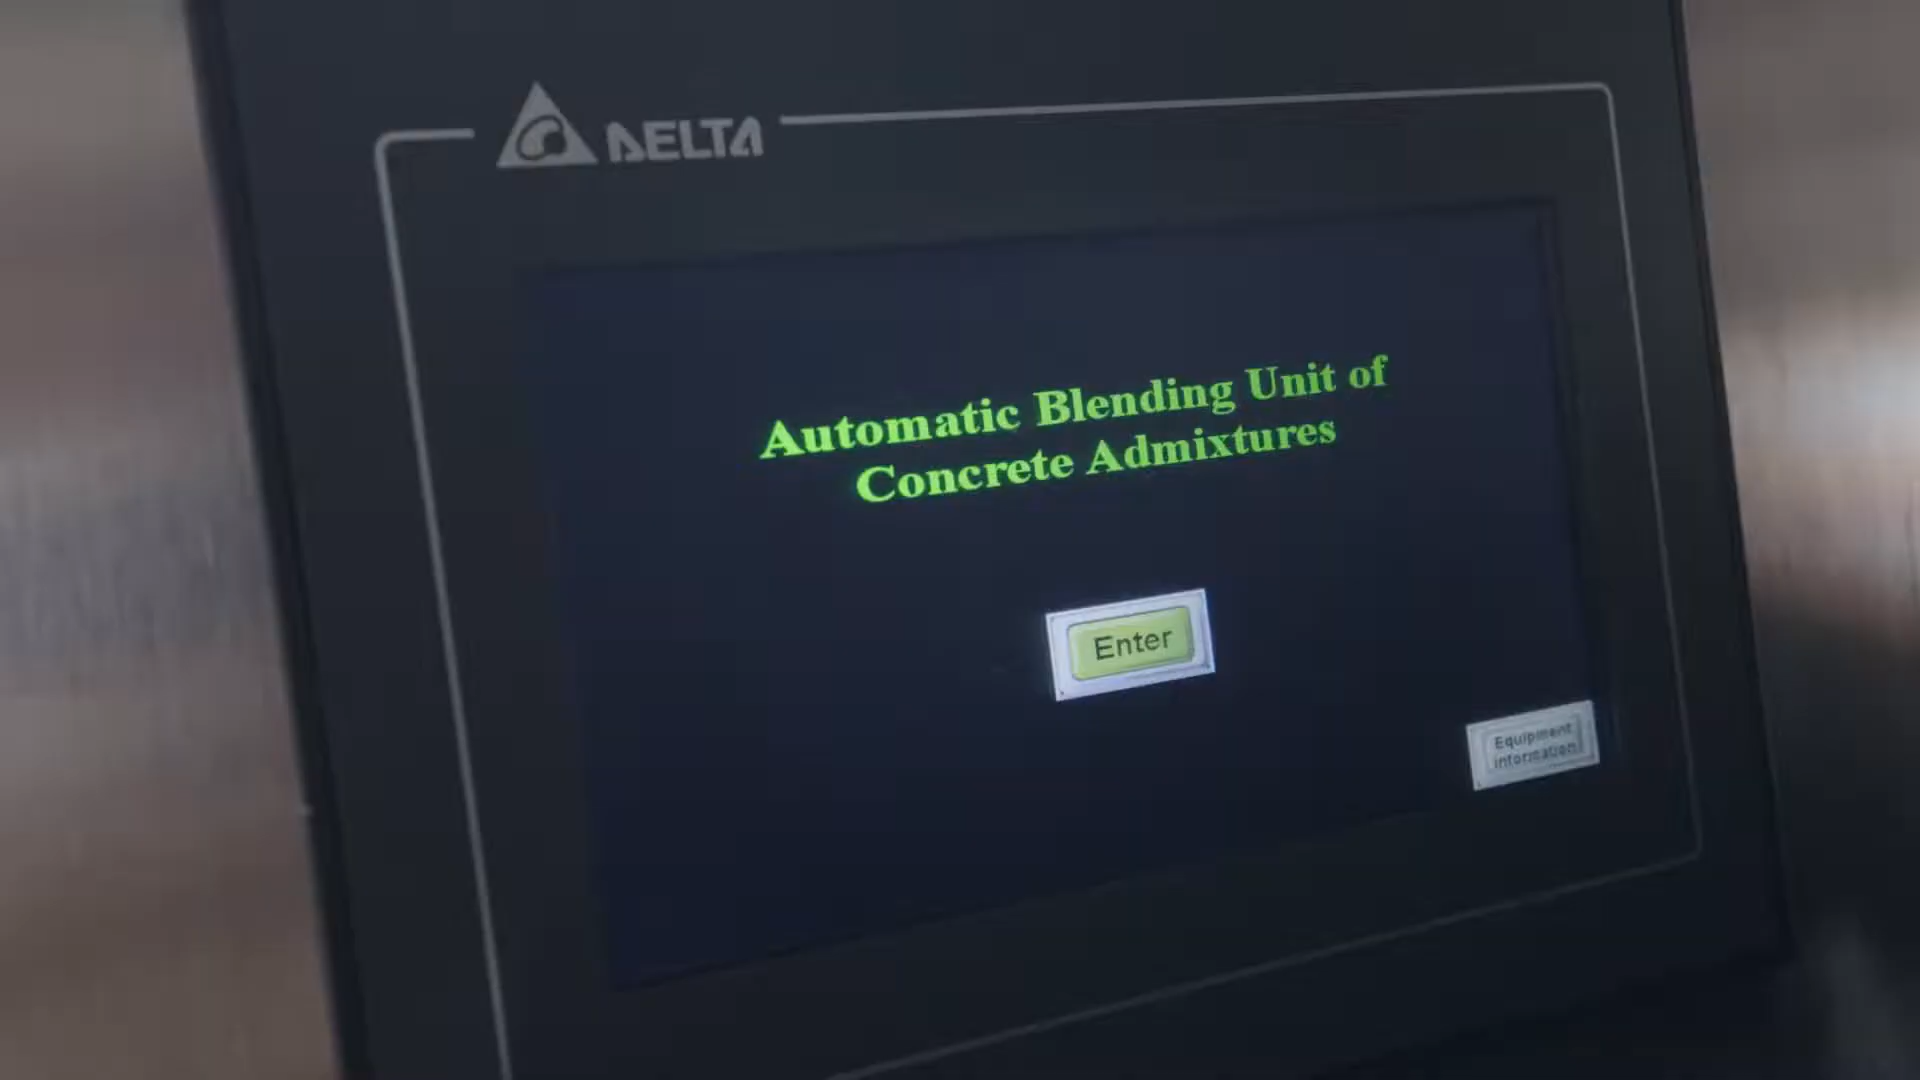 DELTA
Automatic Blending Unit of
Concrete Admixtures
Enter
Equipment
information